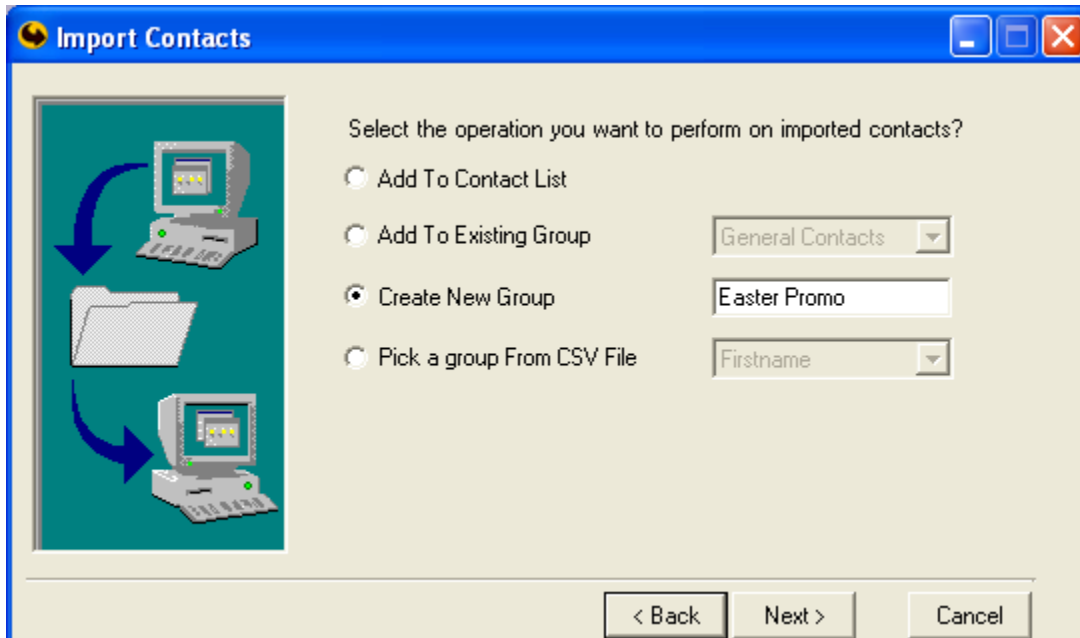 Import Contacts
Select the operation you want to perform on imported contacts?
Add To Contact List
Add To Existing Group General Contacts
Create New Group Easter Promo
Pick a group From CSV File Firstname
< Back Next > Cancel